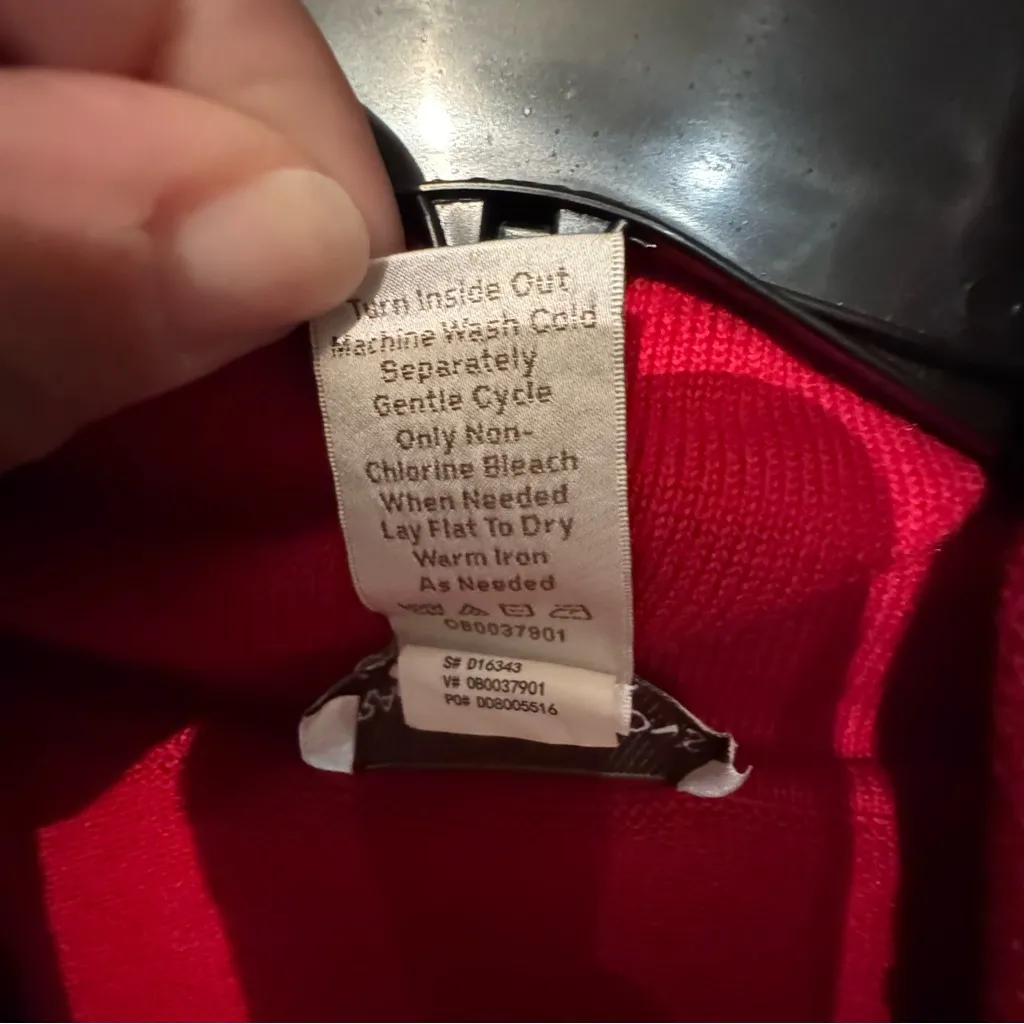 Turn Inside Out
Machine Wash Cold
Separately
Gentle Cycle
Only Non-
Chlorine Bleach
When Needed
Lay Flat To Dry
Warm Iron
As Needed
080037901
S# D16343
V# 080037901
PO# DD8005516